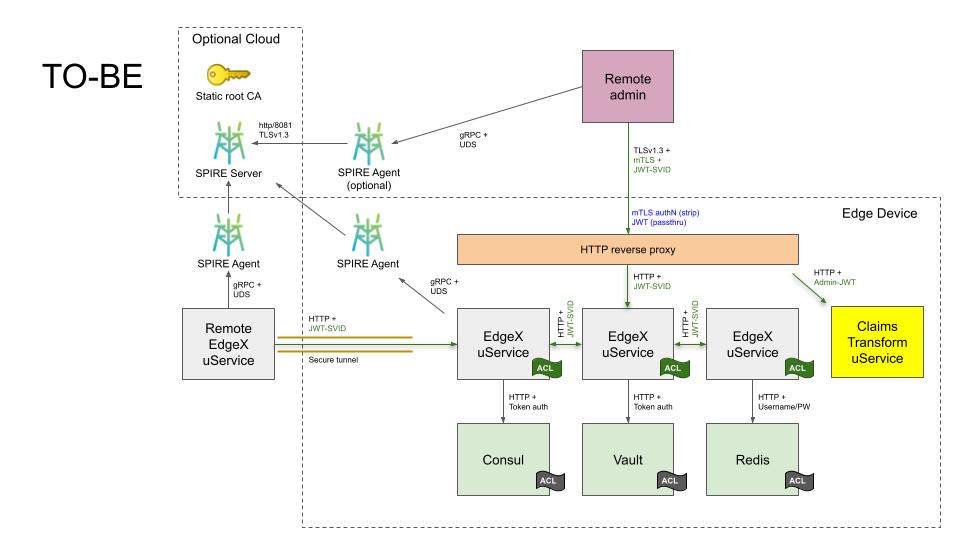 TO-BE
Optional Cloud
Static root CA
http/8081
TLSv1.3
SPIRE Server
SPIRE Agent
(optional)
gRPC +
UDS
Remote
admin
TLSv1.3 +
mTLS +
JWT-SVID
mTLS authN (strip)
JWT (passthru)
Edge Device
HTTP reverse proxy
SPIRE Agent
SPIRE Agent
gRPC +
UDS
gRPC +
UDS
HTTP +
JWT-SVID
HTTP +
Admin-JWT
Remote
EdgeX
uService
HTTP +
JWT-SVID
Secure tunnel
EdgeX
uService
ACL
HTTP +
JWT-SVID
EdgeX
uService
ACL
HTTP +
JWT-SVID
EdgeX
uService
ACL
Claims
Transform
uService
HTTP +
Token auth
HTTP +
Token auth
HTTP +
Username/PW
Consul
ACL
Vault
ACL
Redis
ACL